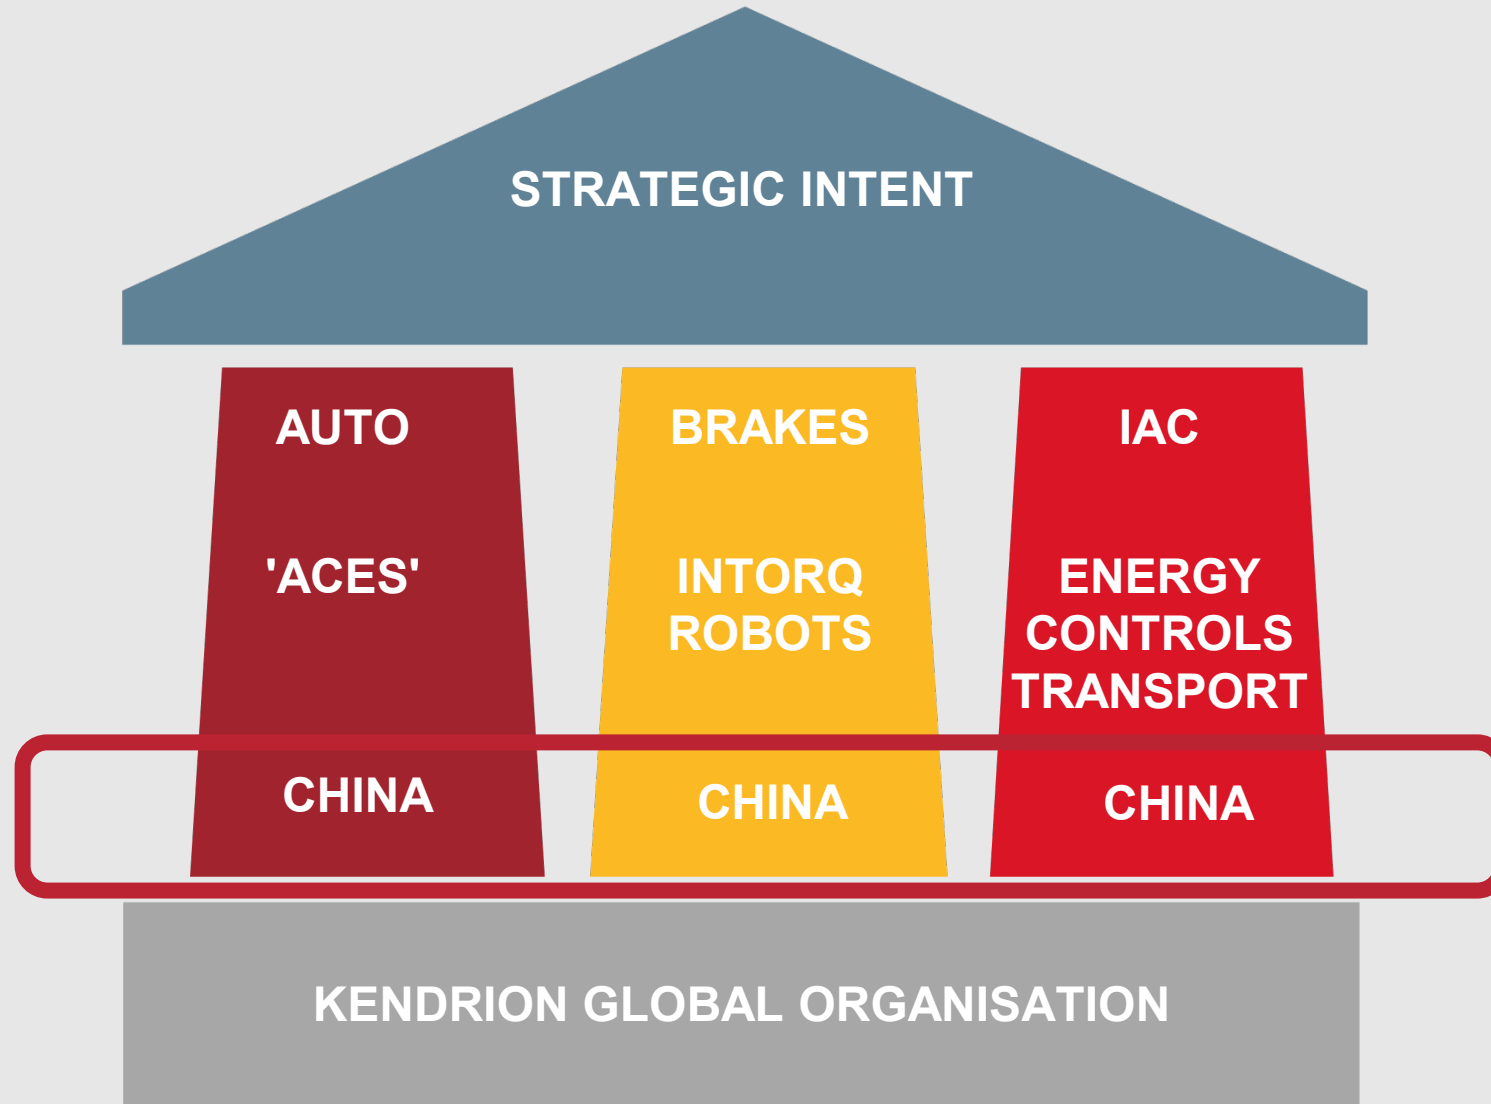 STRATEGIC INTENT
AUTO
'ACES'
CHINA
BRAKES
INTORQ
ROBOTS
CHINA
IAC
ENERGY
CONTROLS
TRANSPORT
CHINA
KENDRION GLOBAL ORGANISATION